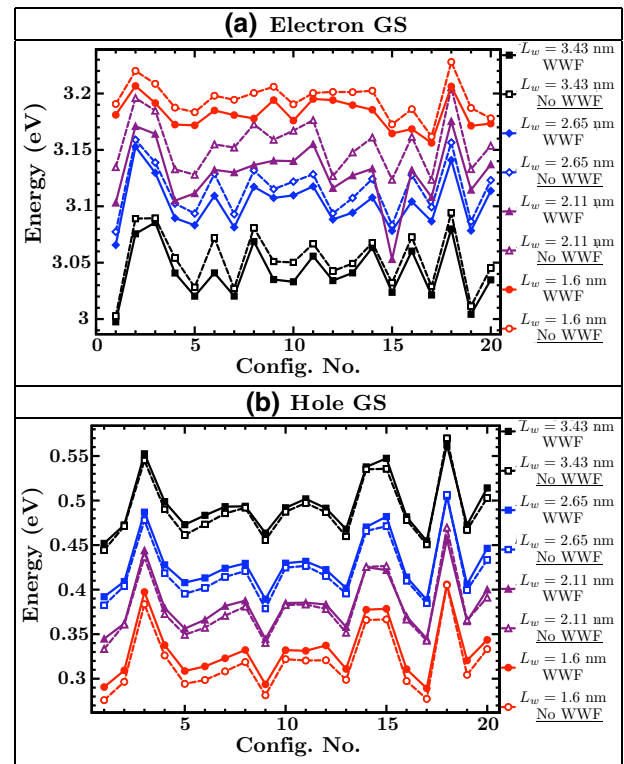 (a) Electron GS
Energy (eV)
3.2
3.15
3.1
3.05
3
0
5
10
15
20
Config. No.
L_w = 3.43 nm
WWF
L_w = 3.43 nm
No WWF
L_w = 2.65 nm
WWF
L_w = 2.65 nm
No WWF
L_w = 2.11 nm
WWF
L_w = 2.11 nm
No WWF
L_w = 1.6 nm
WWF
L_w = 1.6 nm
No WWF
(b) Hole GS
Energy (eV)
0.55
0.5
0.45
0.4
0.35
0.3
5
10
15
20
Config. No.
L_w = 3.43 nm
WWF
L_w = 3.43 nm
No WWF
L_w = 2.65 nm
WWF
L_w = 2.65 nm
No WWF
L_w = 2.11 nm
WWF
L_w = 2.11 nm
No WWF
L_w = 1.6 nm
WWF
L_w = 1.6 nm
No WWF